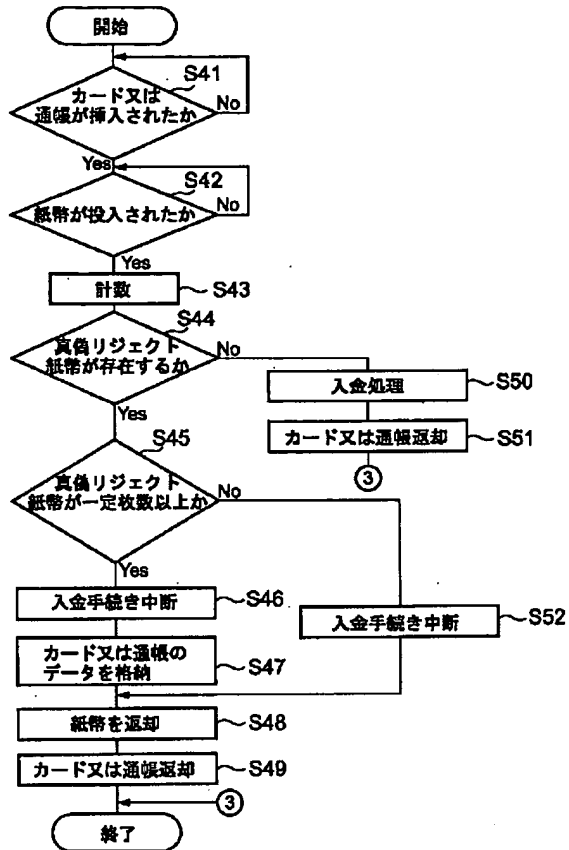 開始
S41
カード又は
通帳が挿入されたか
No
Yes
S42
紙幣が投入されたか
No
Yes
計数
S43
S44
真偽リジェクト
紙幣が存在するか
No
Yes
入金処理
S50
カード又は通帳返却
S51
3
S45
真偽リジェクト
紙幣が一定枚数以上か
No
Yes
入金手続き中断
S46
入金手続き中断
S52
カード又は通帳の
データを格納
S47
紙幣を返却
S48
カード又は通帳返却
S49
3
終了